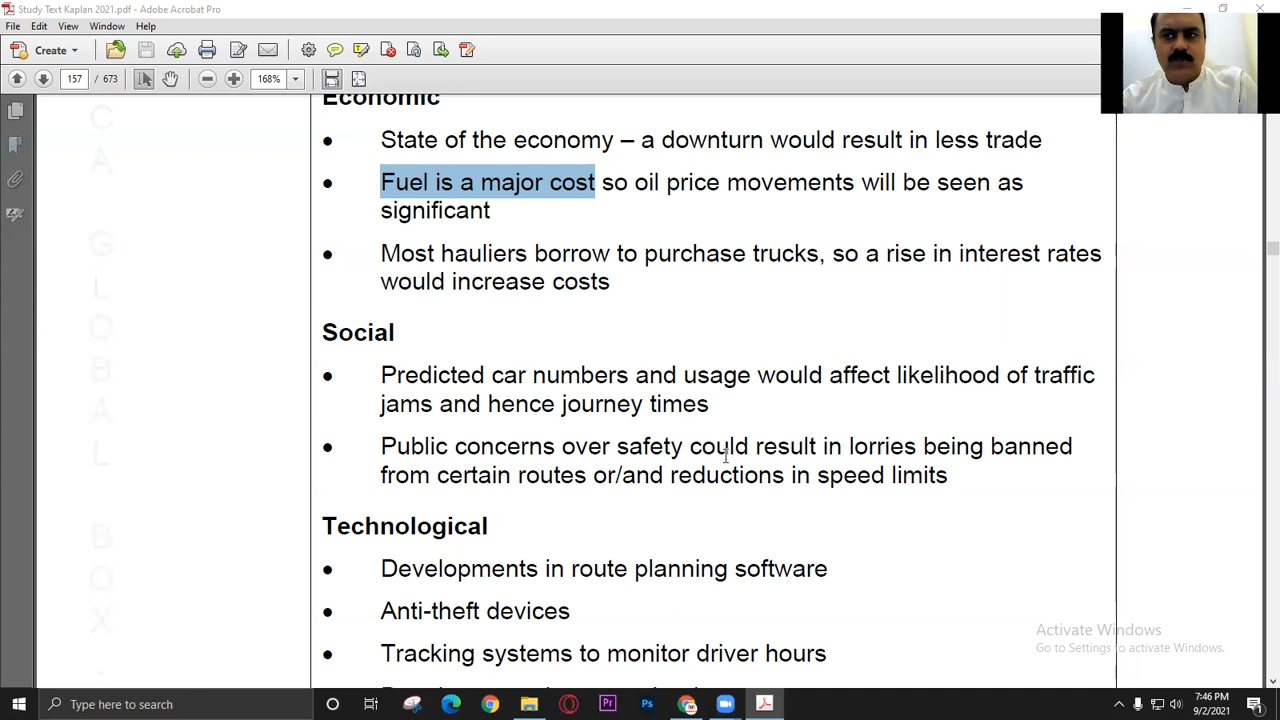 Study Text Kaplan 2021.pdf - Adobe Acrobat Pro
File Edit View Window Help
Create
157 / 673 168%
Economic
• State of the economy – a downturn would result in less trade
• Fuel is a major cost so oil price movements will be seen as
significant
• Most hauliers borrow to purchase trucks, so a rise in interest rates
would increase costs
Social
• Predicted car numbers and usage would affect likelihood of traffic
jams and hence journey times
• Public concerns over safety could result in lorries being banned
from certain routes or/and reductions in speed limits
Technological
• Developments in route planning software
• Anti-theft devices
• Tracking systems to monitor driver hours
C
A
G
L
O
B
A
L
B
O
X
.
Activate Windows
Go to Settings to activate Windows.
Type here to search
Pr
Ps
7:46 PM
9/2/2021
1